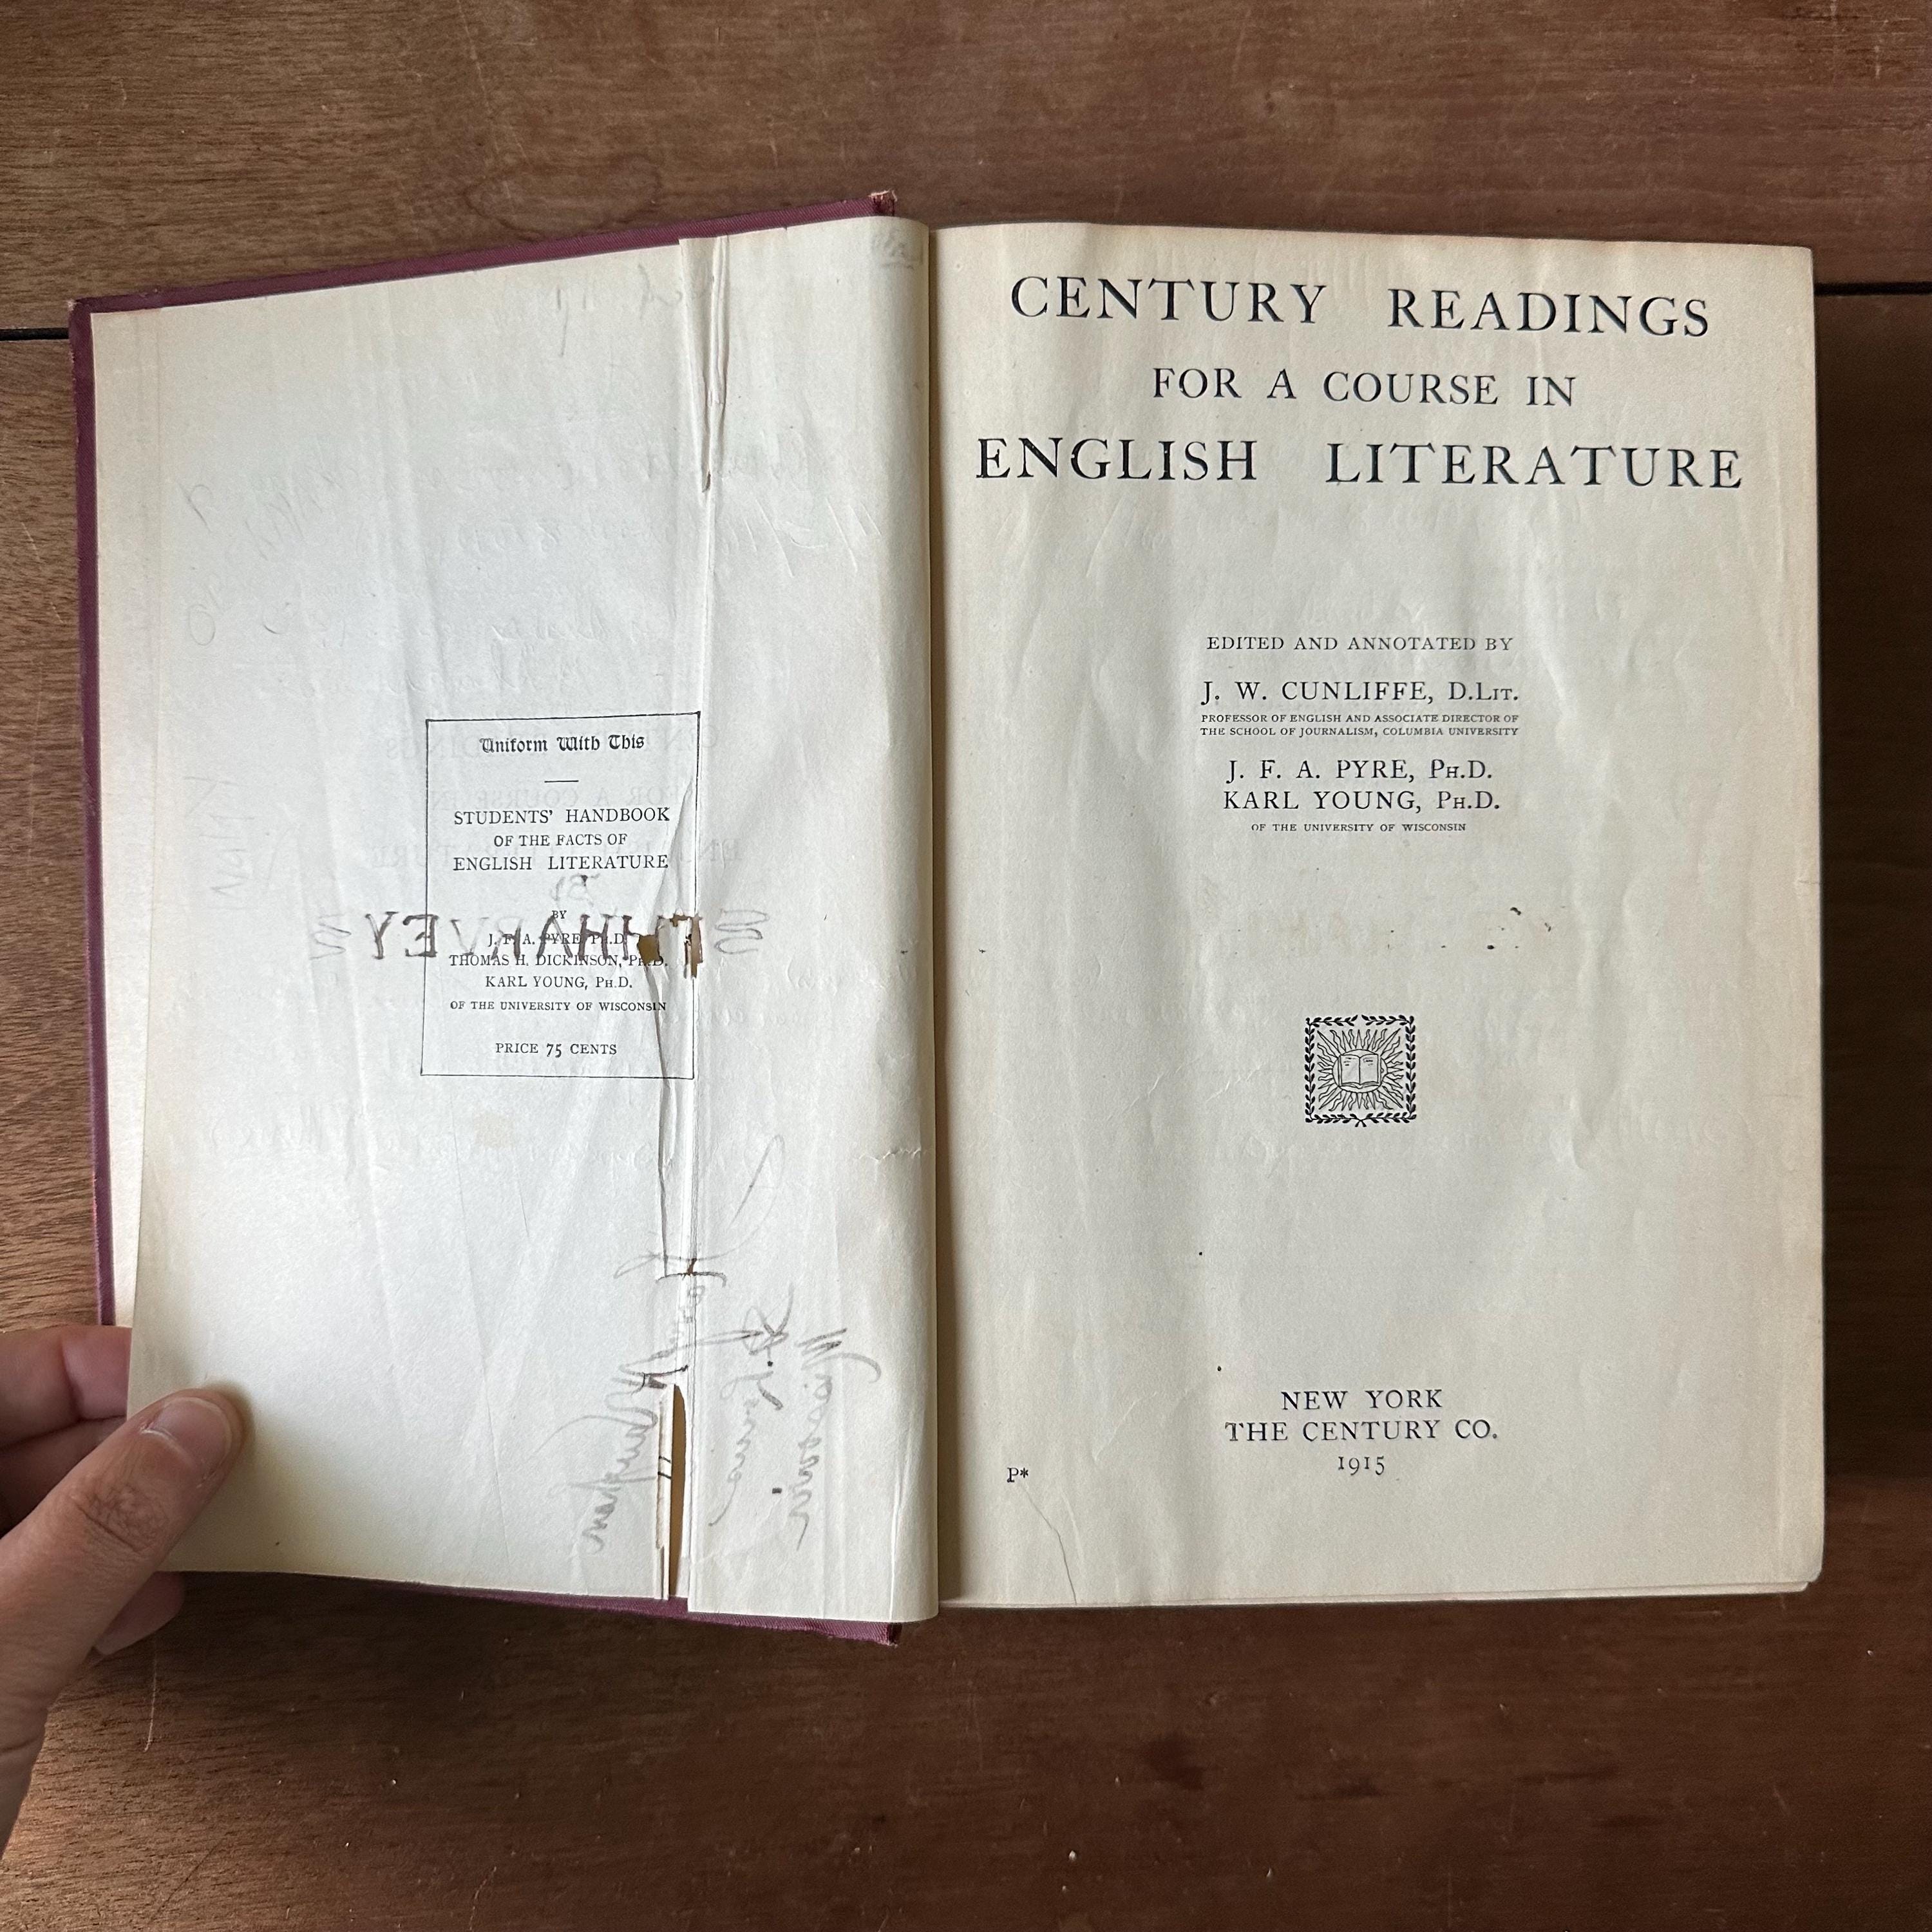 Uniform With This
STUDENTS' HANDBOOK
OF THE FACTS OF
ENGLISH LITERATURE
BY
J. F. A. PYRE, PH.D.
THOMAS H. DICKINSON, PH.D.
KARL YOUNG, PH.D.
OF THE UNIVERSITY OF WISCONSIN
PRICE 75 CENTS
HARVEY
CENTURY READINGS
FOR A COURSE IN
ENGLISH LITERATURE
EDITED AND ANNOTATED BY
J. W. CUNLIFFE, D.LIT.
PROFESSOR OF ENGLISH AND ASSOCIATE DIRECTOR OF
THE SCHOOL OF JOURNALISM, COLUMBIA UNIVERSITY
J. F. A. PYRE, PH.D.
KARL YOUNG, PH.D.
OF THE UNIVERSITY OF WISCONSIN
NEW YORK
THE CENTURY CO.
1915
P*